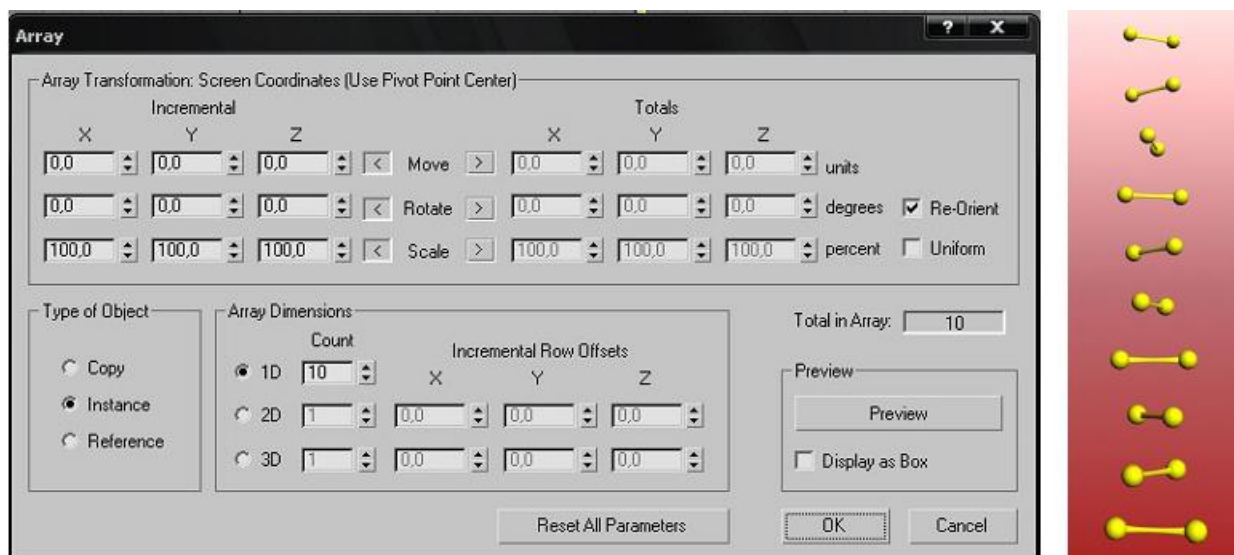 Array
? X
Array Transformation: Screen Coordinates (Use Pivot Point Center)
Incremental Totals
X Y Z X Y Z
0,0 0,0 0,0 < Move > 0,0 0,0 0,0 units
0,0 0,0 0,0 < Rotate > 0,0 0,0 0,0 degrees Re-Orient
100,0 100,0 100,0 < Scale > 100,0 100,0 100,0 percent Uniform
Type of Object
Copy
Instance
Reference
Array Dimensions
Count
Incremental Row Offsets
1D 10 X Y Z
2D 1 0,0 0,0 0,0
3D 1 0,0 0,0 0,0
Total in Array: 10
Preview
Preview
Display as Box
Reset All Parameters OK Cancel